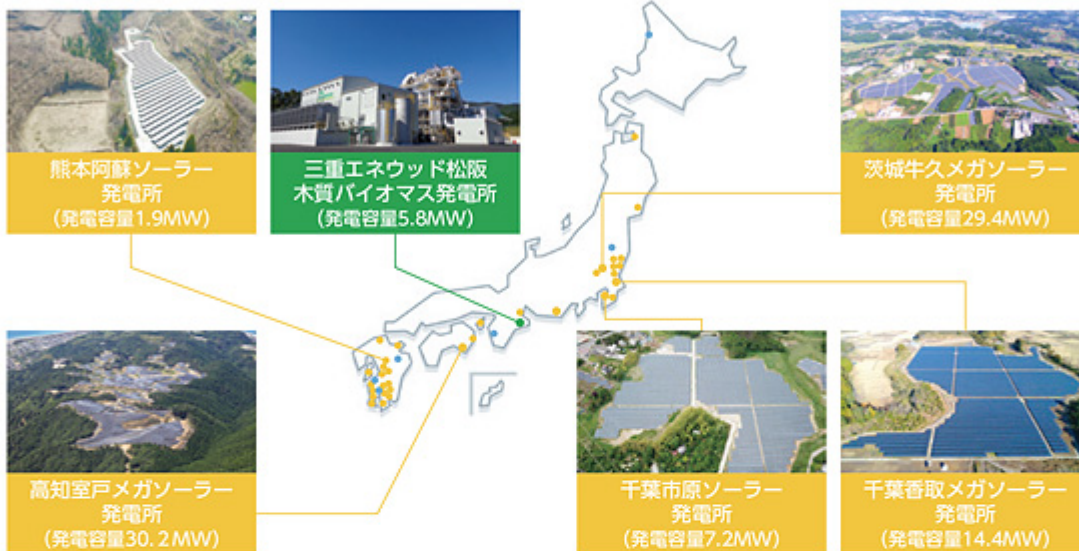 熊本阿蘇ソーラー
発電所
(発電容量1.9MW)
三重エネウッド松阪
木質バイオマス発電所
(発電容量5.8MW)
茨城牛久メガソーラー
発電所
(発電容量29.4MW)
高知室戸メガソーラー
発電所
(発電容量30.2MW)
千葉市原ソーラー
発電所
(発電容量7.2MW)
千葉香取メガソーラー
発電所
(発電容量14.4MW)